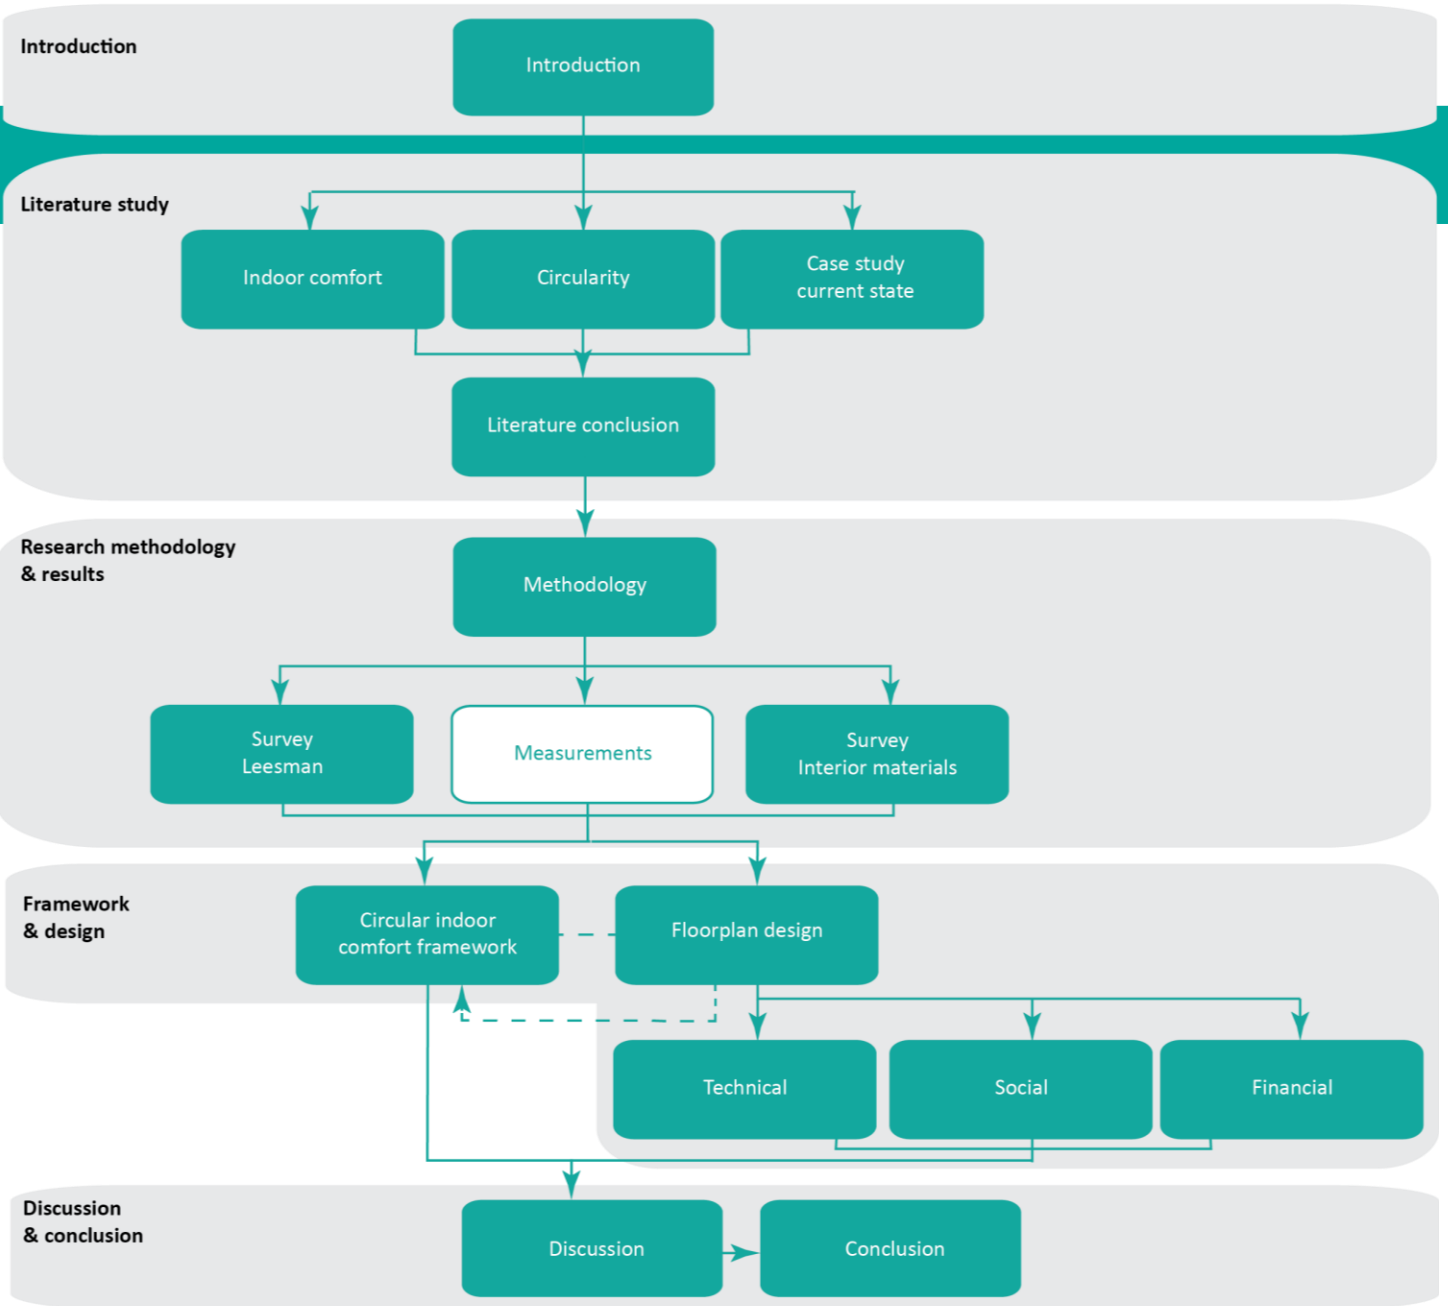 Introduction
Introduction
Literature study
Indoor comfort
Circularity
Case study
current state
Literature conclusion
Research methodology
& results
Methodology
Survey
Leesman
Measurements
Survey
Interior materials
Framework
& design
Circular indoor
comfort framework
Floorplan design
Technical
Social
Financial
Discussion
& conclusion
Discussion
Conclusion